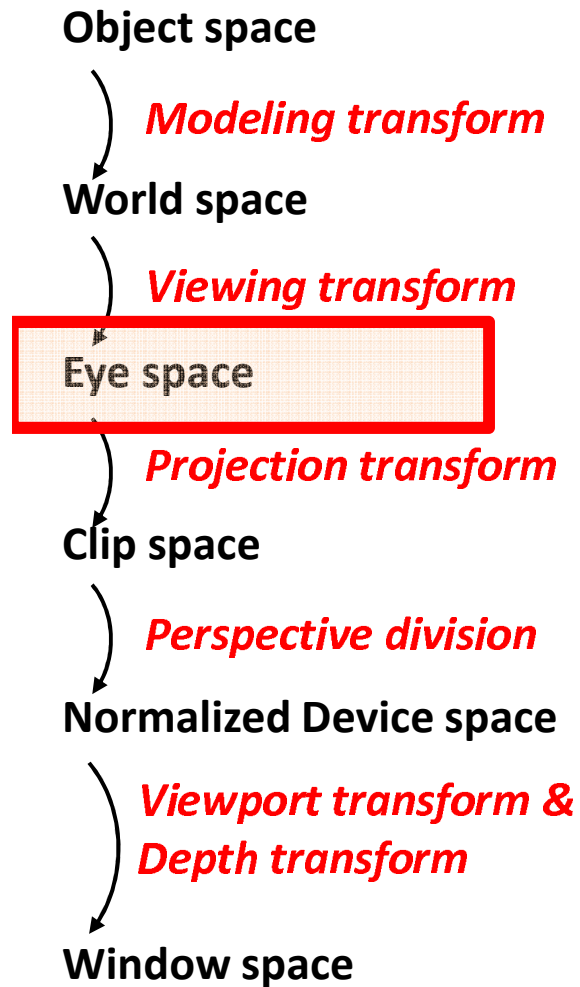 Object space
Modeling transform
World space
Viewing transform
Eye space
Projection transform
Clip space
Perspective division
Normalized Device space
Viewport transform &
Depth transform
Window space